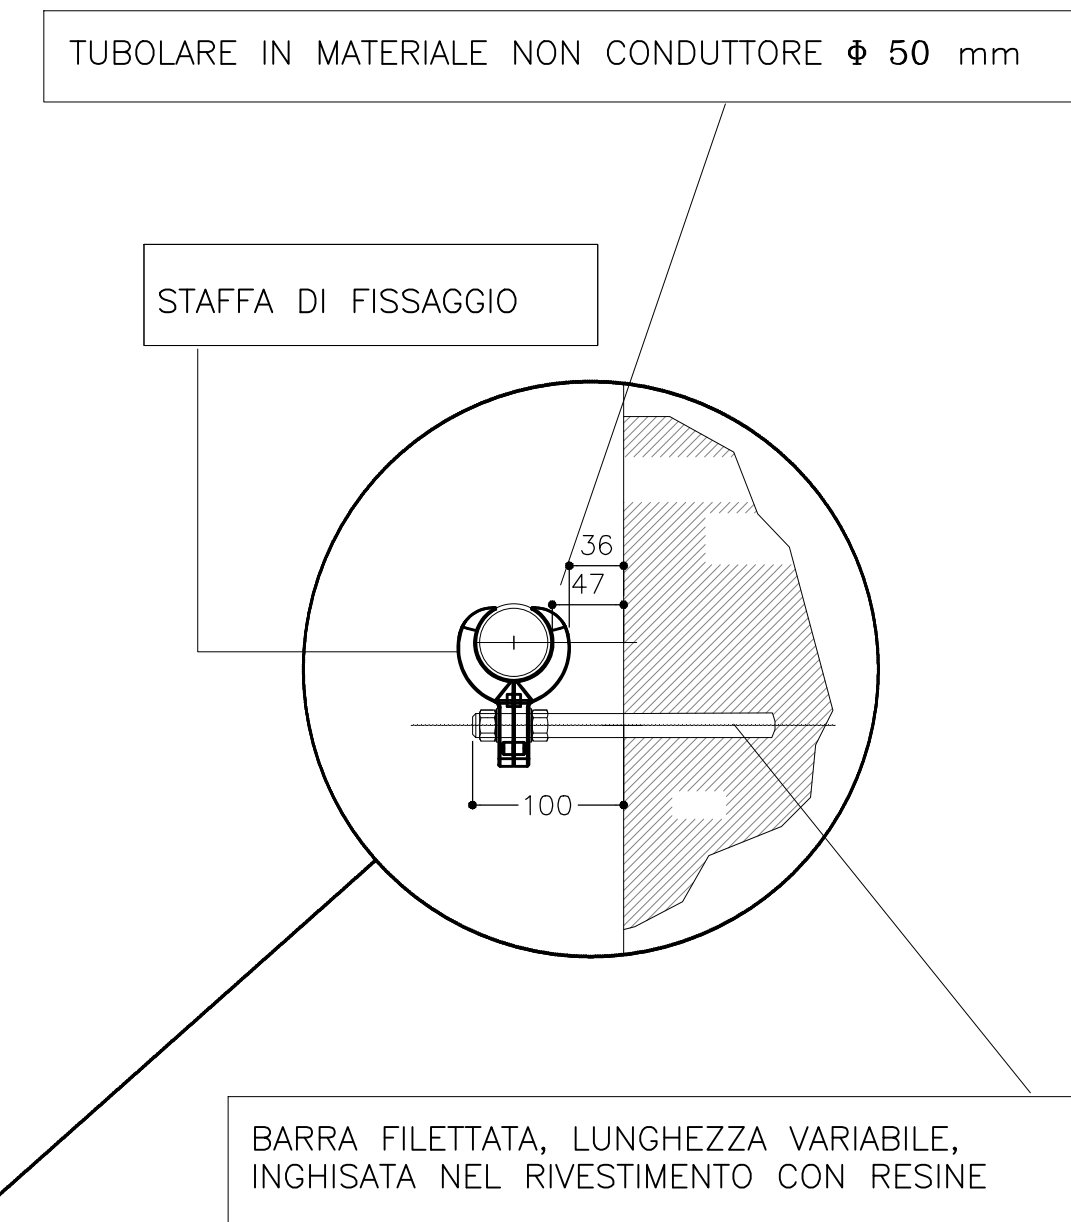 TUBOLARE IN MATERIALE NON CONDUTTORE Φ 50 mm
STAFFA DI FISSAGGIO
36
47
100
BARRA FILETTATA, LUNGHEZZA VARIABILE,
INGHISATA NEL RIVESTIMENTO CON RESINE